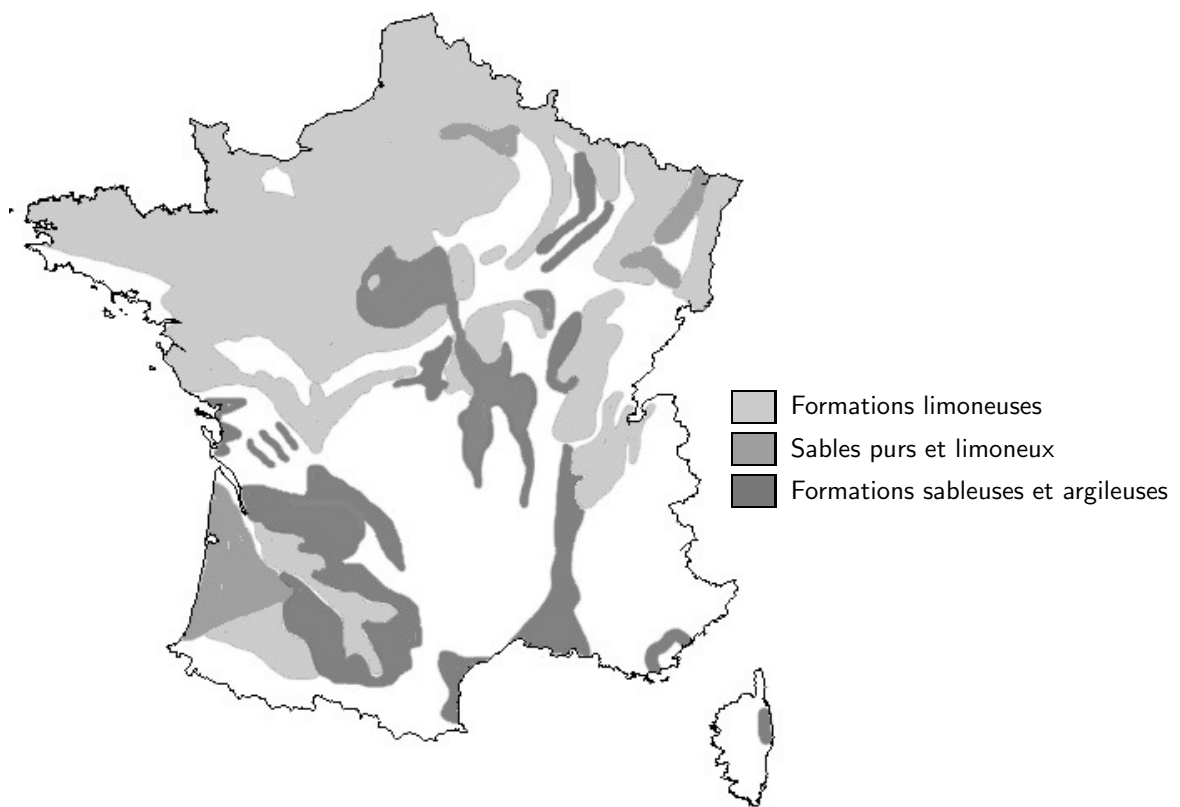 Formations limoneuses
Sables purs et limoneux
Formations sableuses et argileuses